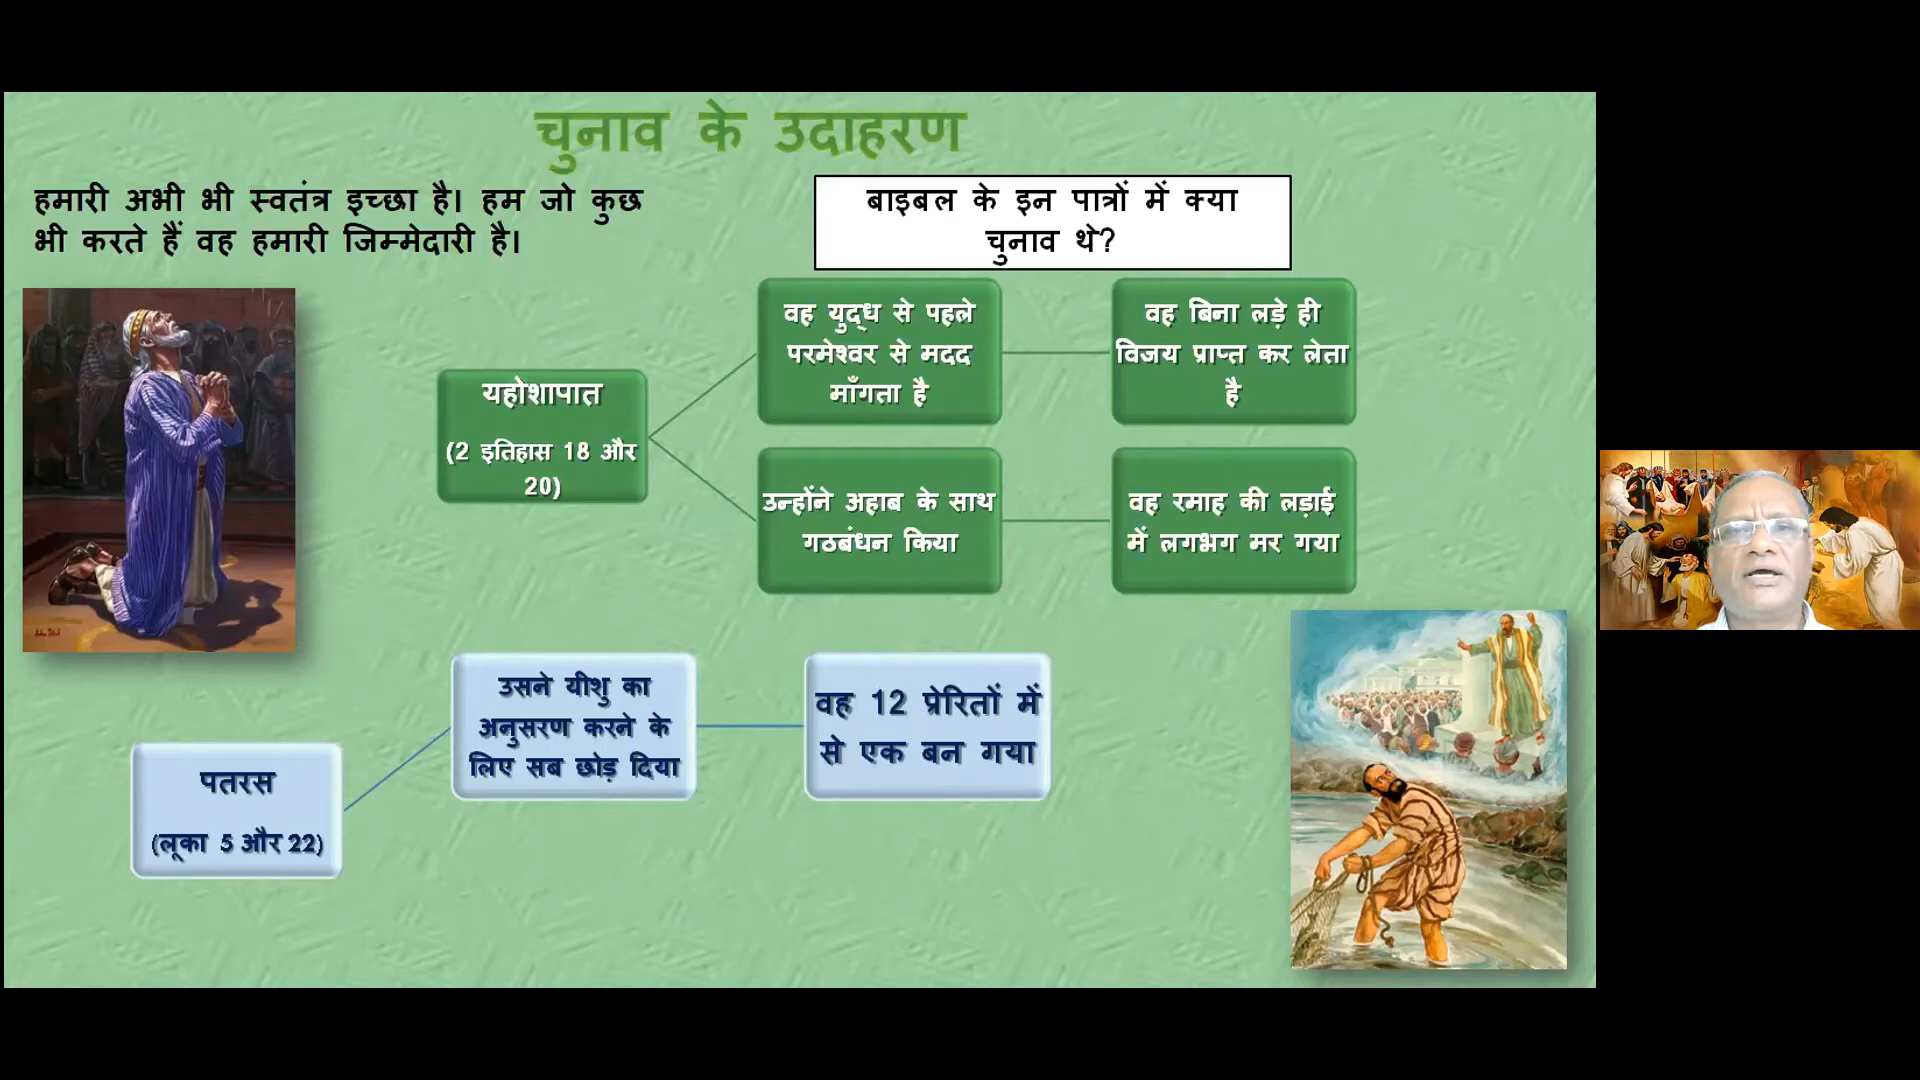 चुनाव के उदाहरण
हमारी अभी भी स्वतंत्र इच्छा है। हम जो कुछ
भी करते हैं वह हमारी जिम्मेदारी है।
बाइबल के इन पात्रों में क्या
चुनाव थे?
यहोशापात
(2 इतिहास 18 और
20)
वह युद्ध से पहले
परमेश्वर से मदद
माँगता है
वह बिना लड़े ही
विजय प्राप्त कर लेता
है
उन्होंने अहाब के साथ
गठबंधन किया
वह रमाह की लड़ाई
में लगभग मर गया
पतरस
(लूका 5 और 22)
उसने यीशु का
अनुसरण करने के
लिए सब छोड़ दिया
वह 12 प्रेरितों में
से एक बन गया